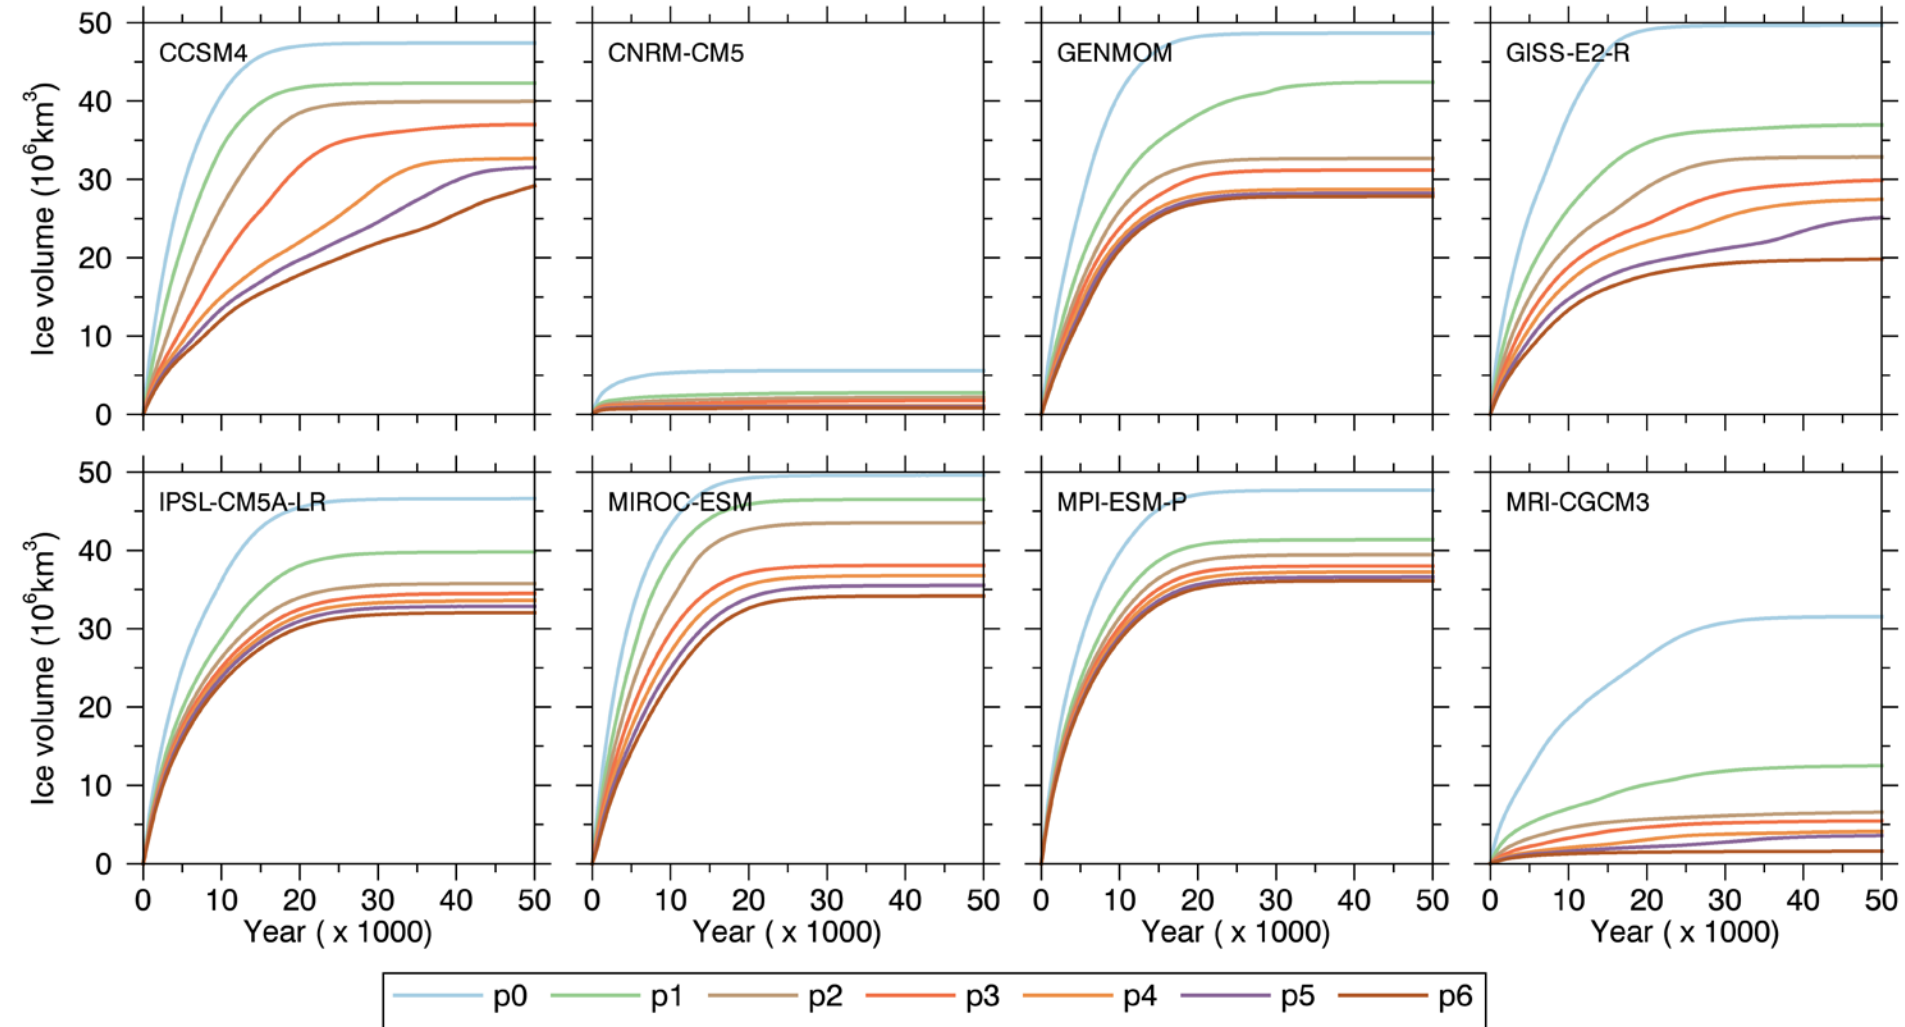 CCSM4
CNRM-CM5
GENMOM
GISS-E2-R
Ice volume (10⁶km³)
50
40
30
20
10
0
IPSL-CM5A-LR
MIROC-ESM
MPI-ESM-P
MRI-CGCM3
Ice volume (10⁶km³)
50
40
30
20
10
0
0 10 20 30 40 50
0 10 20 30 40
0 10 20 30 40
0 10 20 30 40 50
Year ( x 1000)
Year ( x 1000)
Year ( x 1000)
Year ( x 1000)
p0 p1 p2 p3 p4 p5 p6